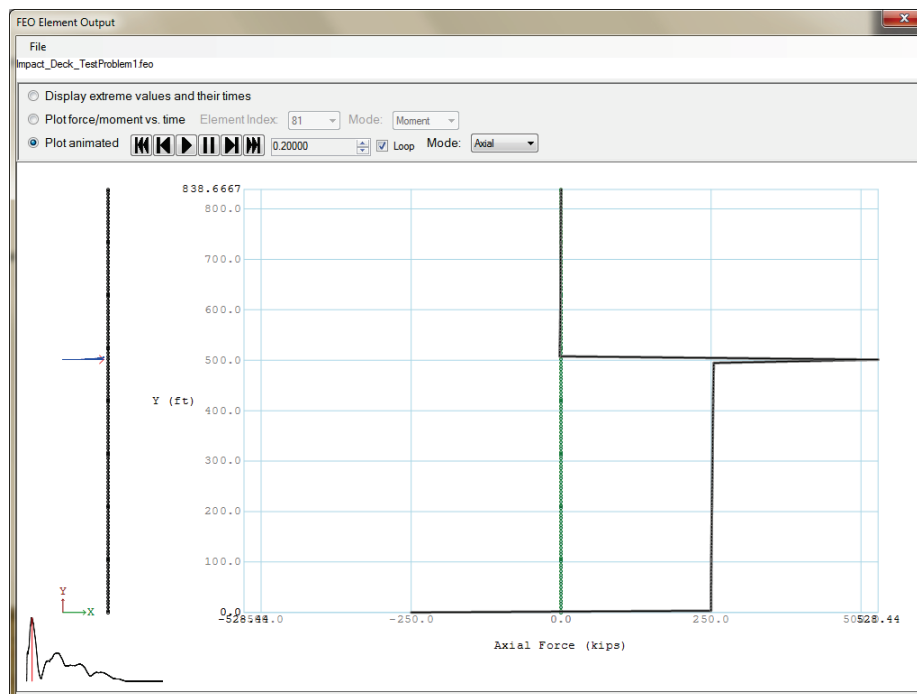 FEO Element Output
x
File
Impact_Deck_TestProblem1.feo
Display extreme values and their times
Plot force/moment vs. time Element Index: 81 Mode: Moment
Plot animated 0.20000 Loop Mode: Axial
838.6667
800.0
700.0
600.0
500.0
Y (ft)
400.0
300.0
200.0
100.0
Y
X
0.0
-250.0 0.0 250.0
Axial Force (kips)